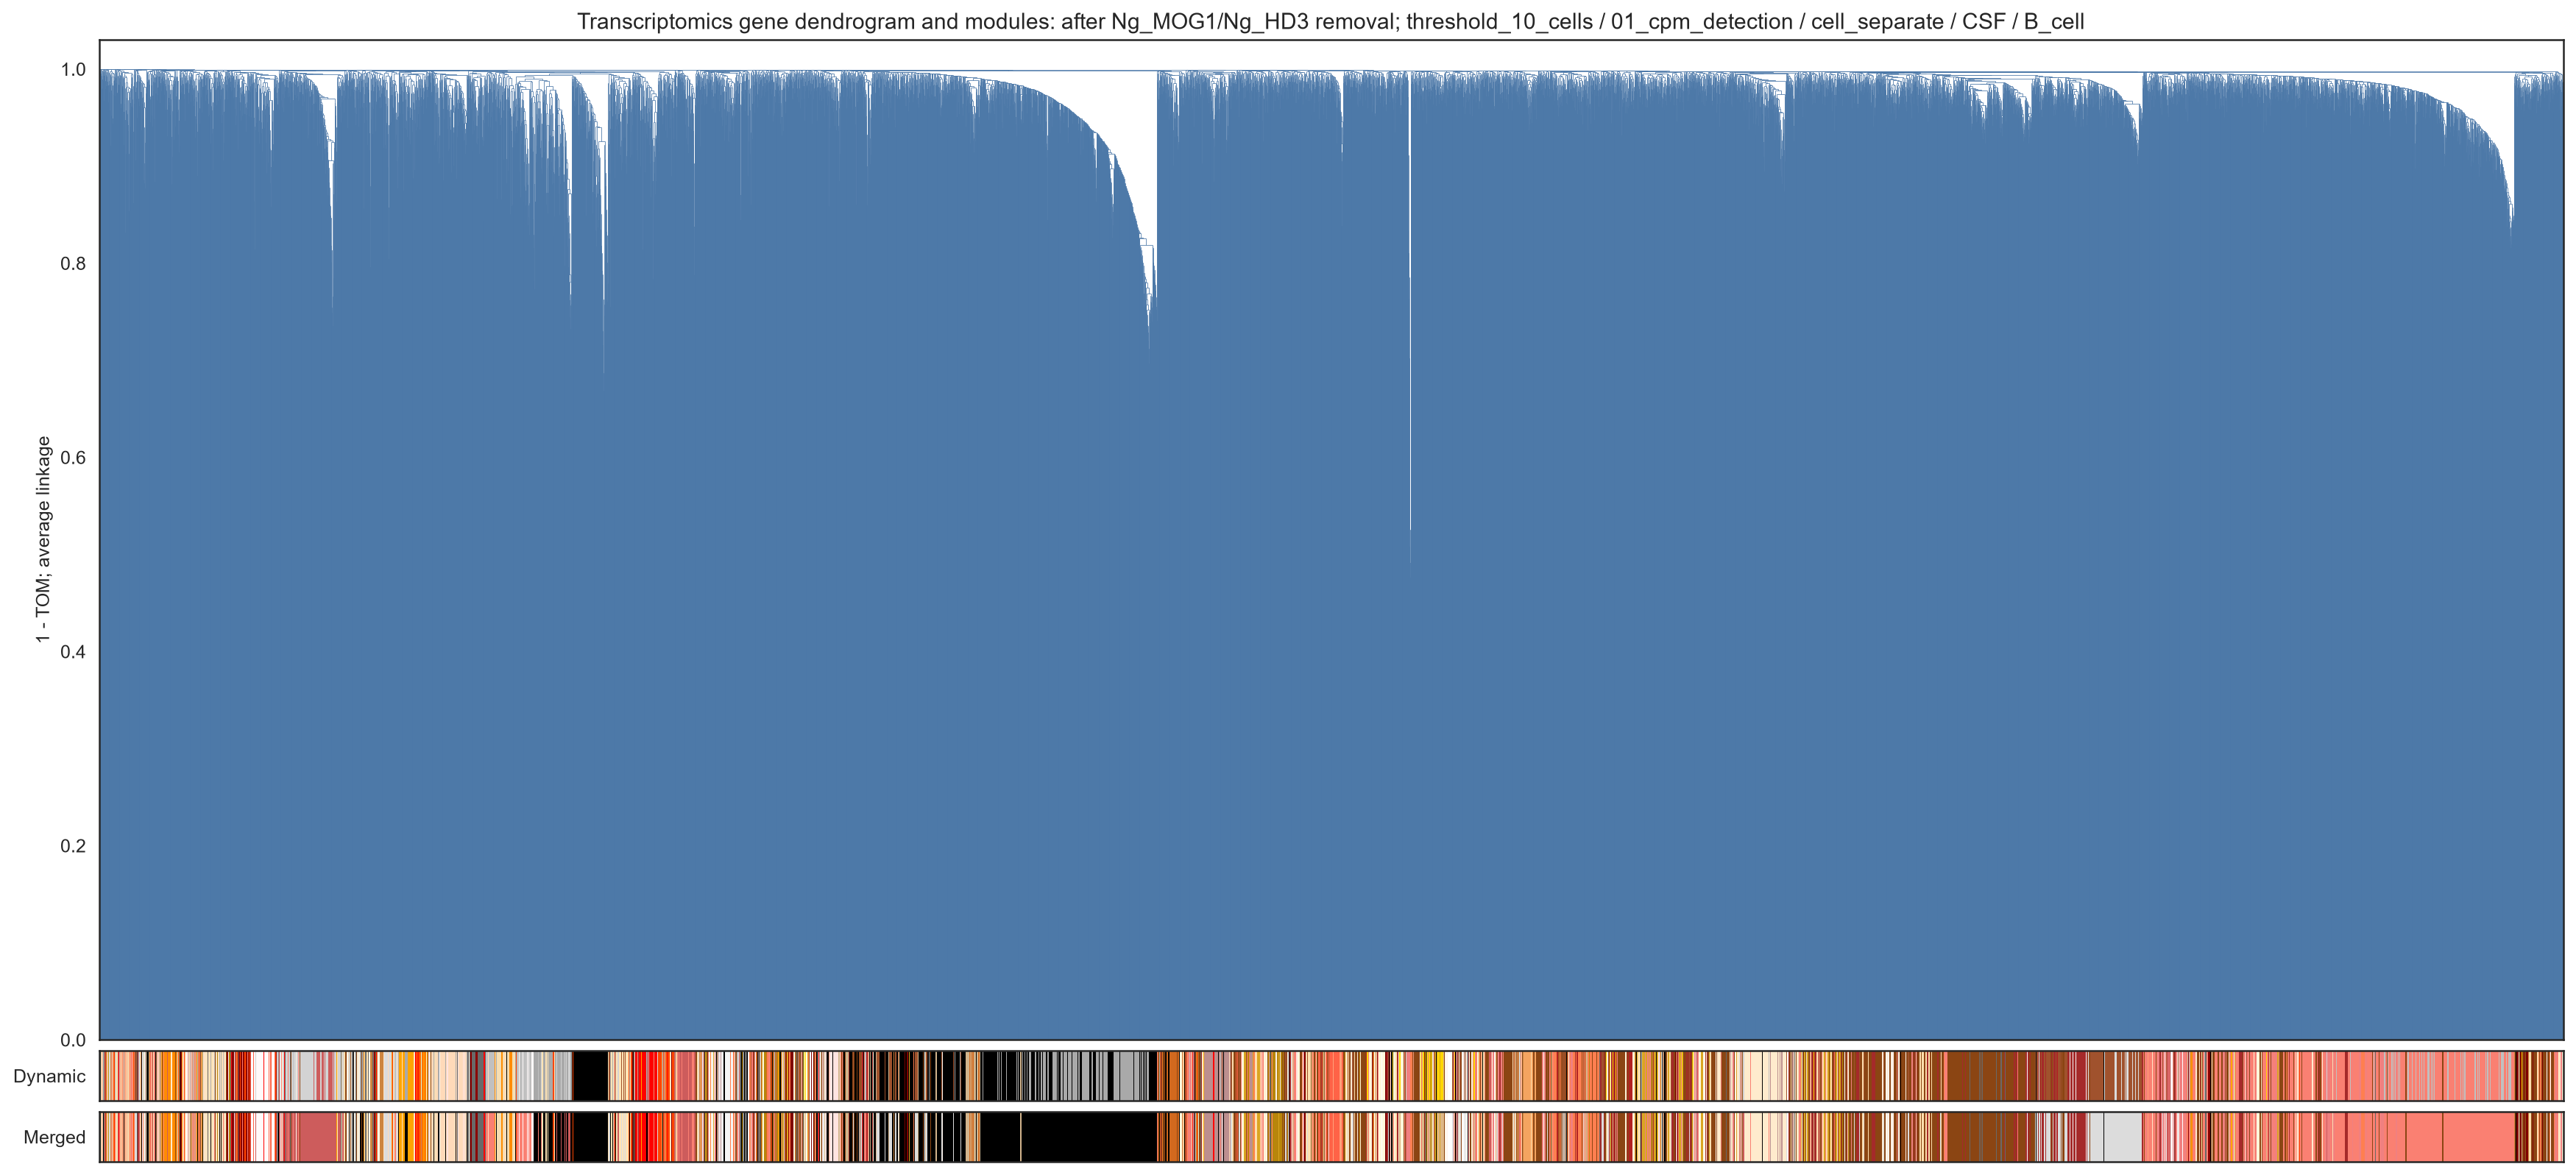 Transcriptomics gene dendrogram and modules: after Ng_MOG1/Ng_HD3 removal; threshold_10_cells / 01_cpm_detection / cell_separate / CSF / B_cell
1 - TOM; average linkage
1.0
0.8
0.6
0.4
0.2
0.0
Dynamic
Merged